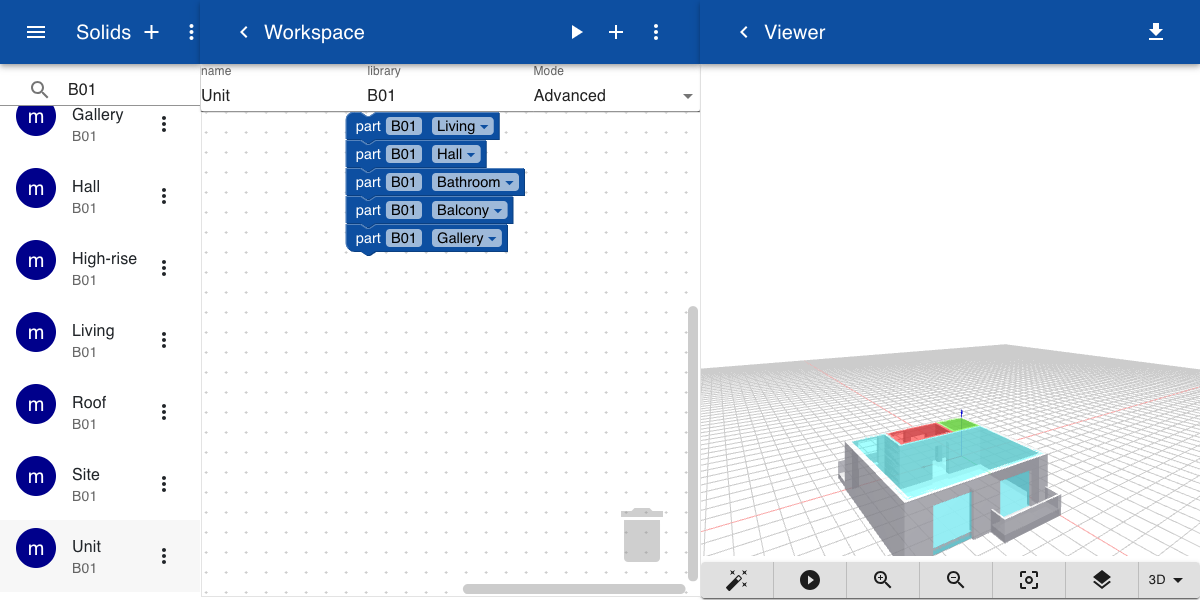 Solids
Workspace
Viewer
B01
m Gallery
B01
m Hall
B01
m High-rise
B01
m Living
B01
m Roof
B01
m Site
B01
m Unit
B01
name library Mode
Unit B01 Advanced
part B01 Living
part B01 Hall
part B01 Bathroom
part B01 Balcony
part B01 Gallery
3D